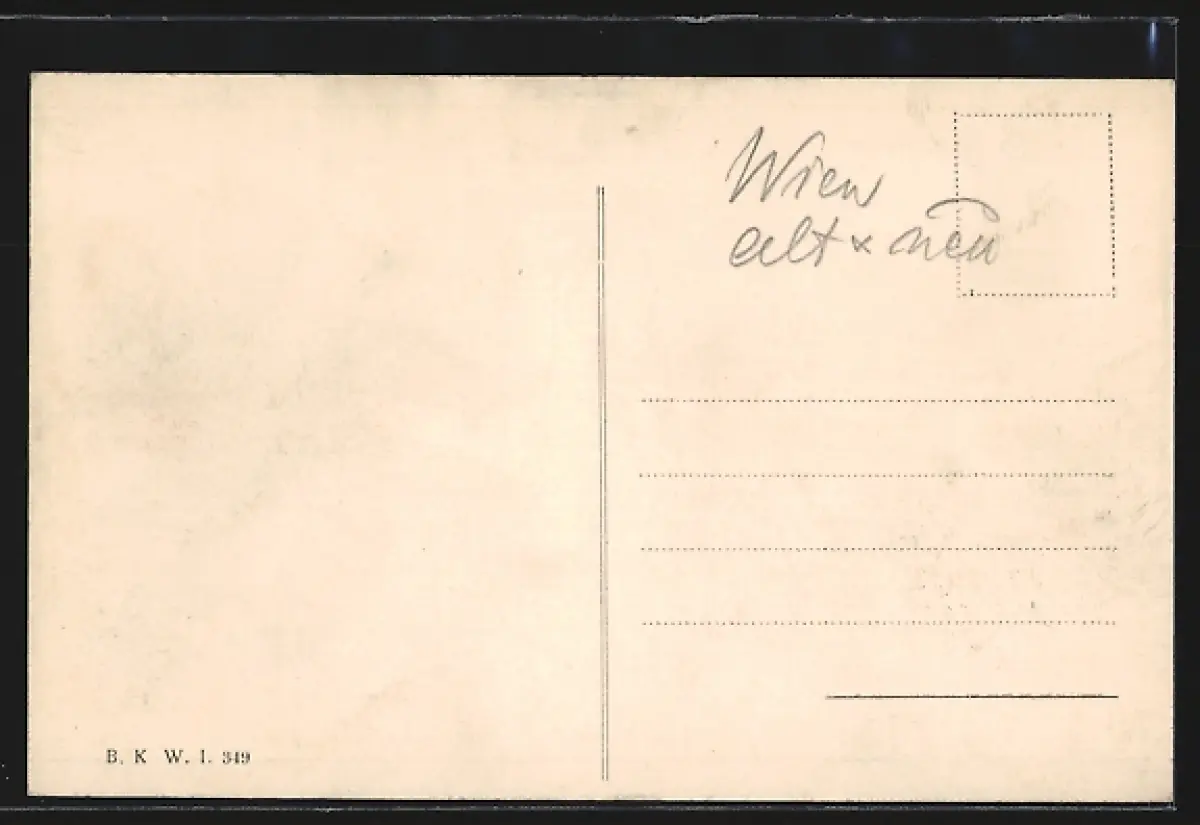 Wien
alt & neu
B. K. W. I. 349